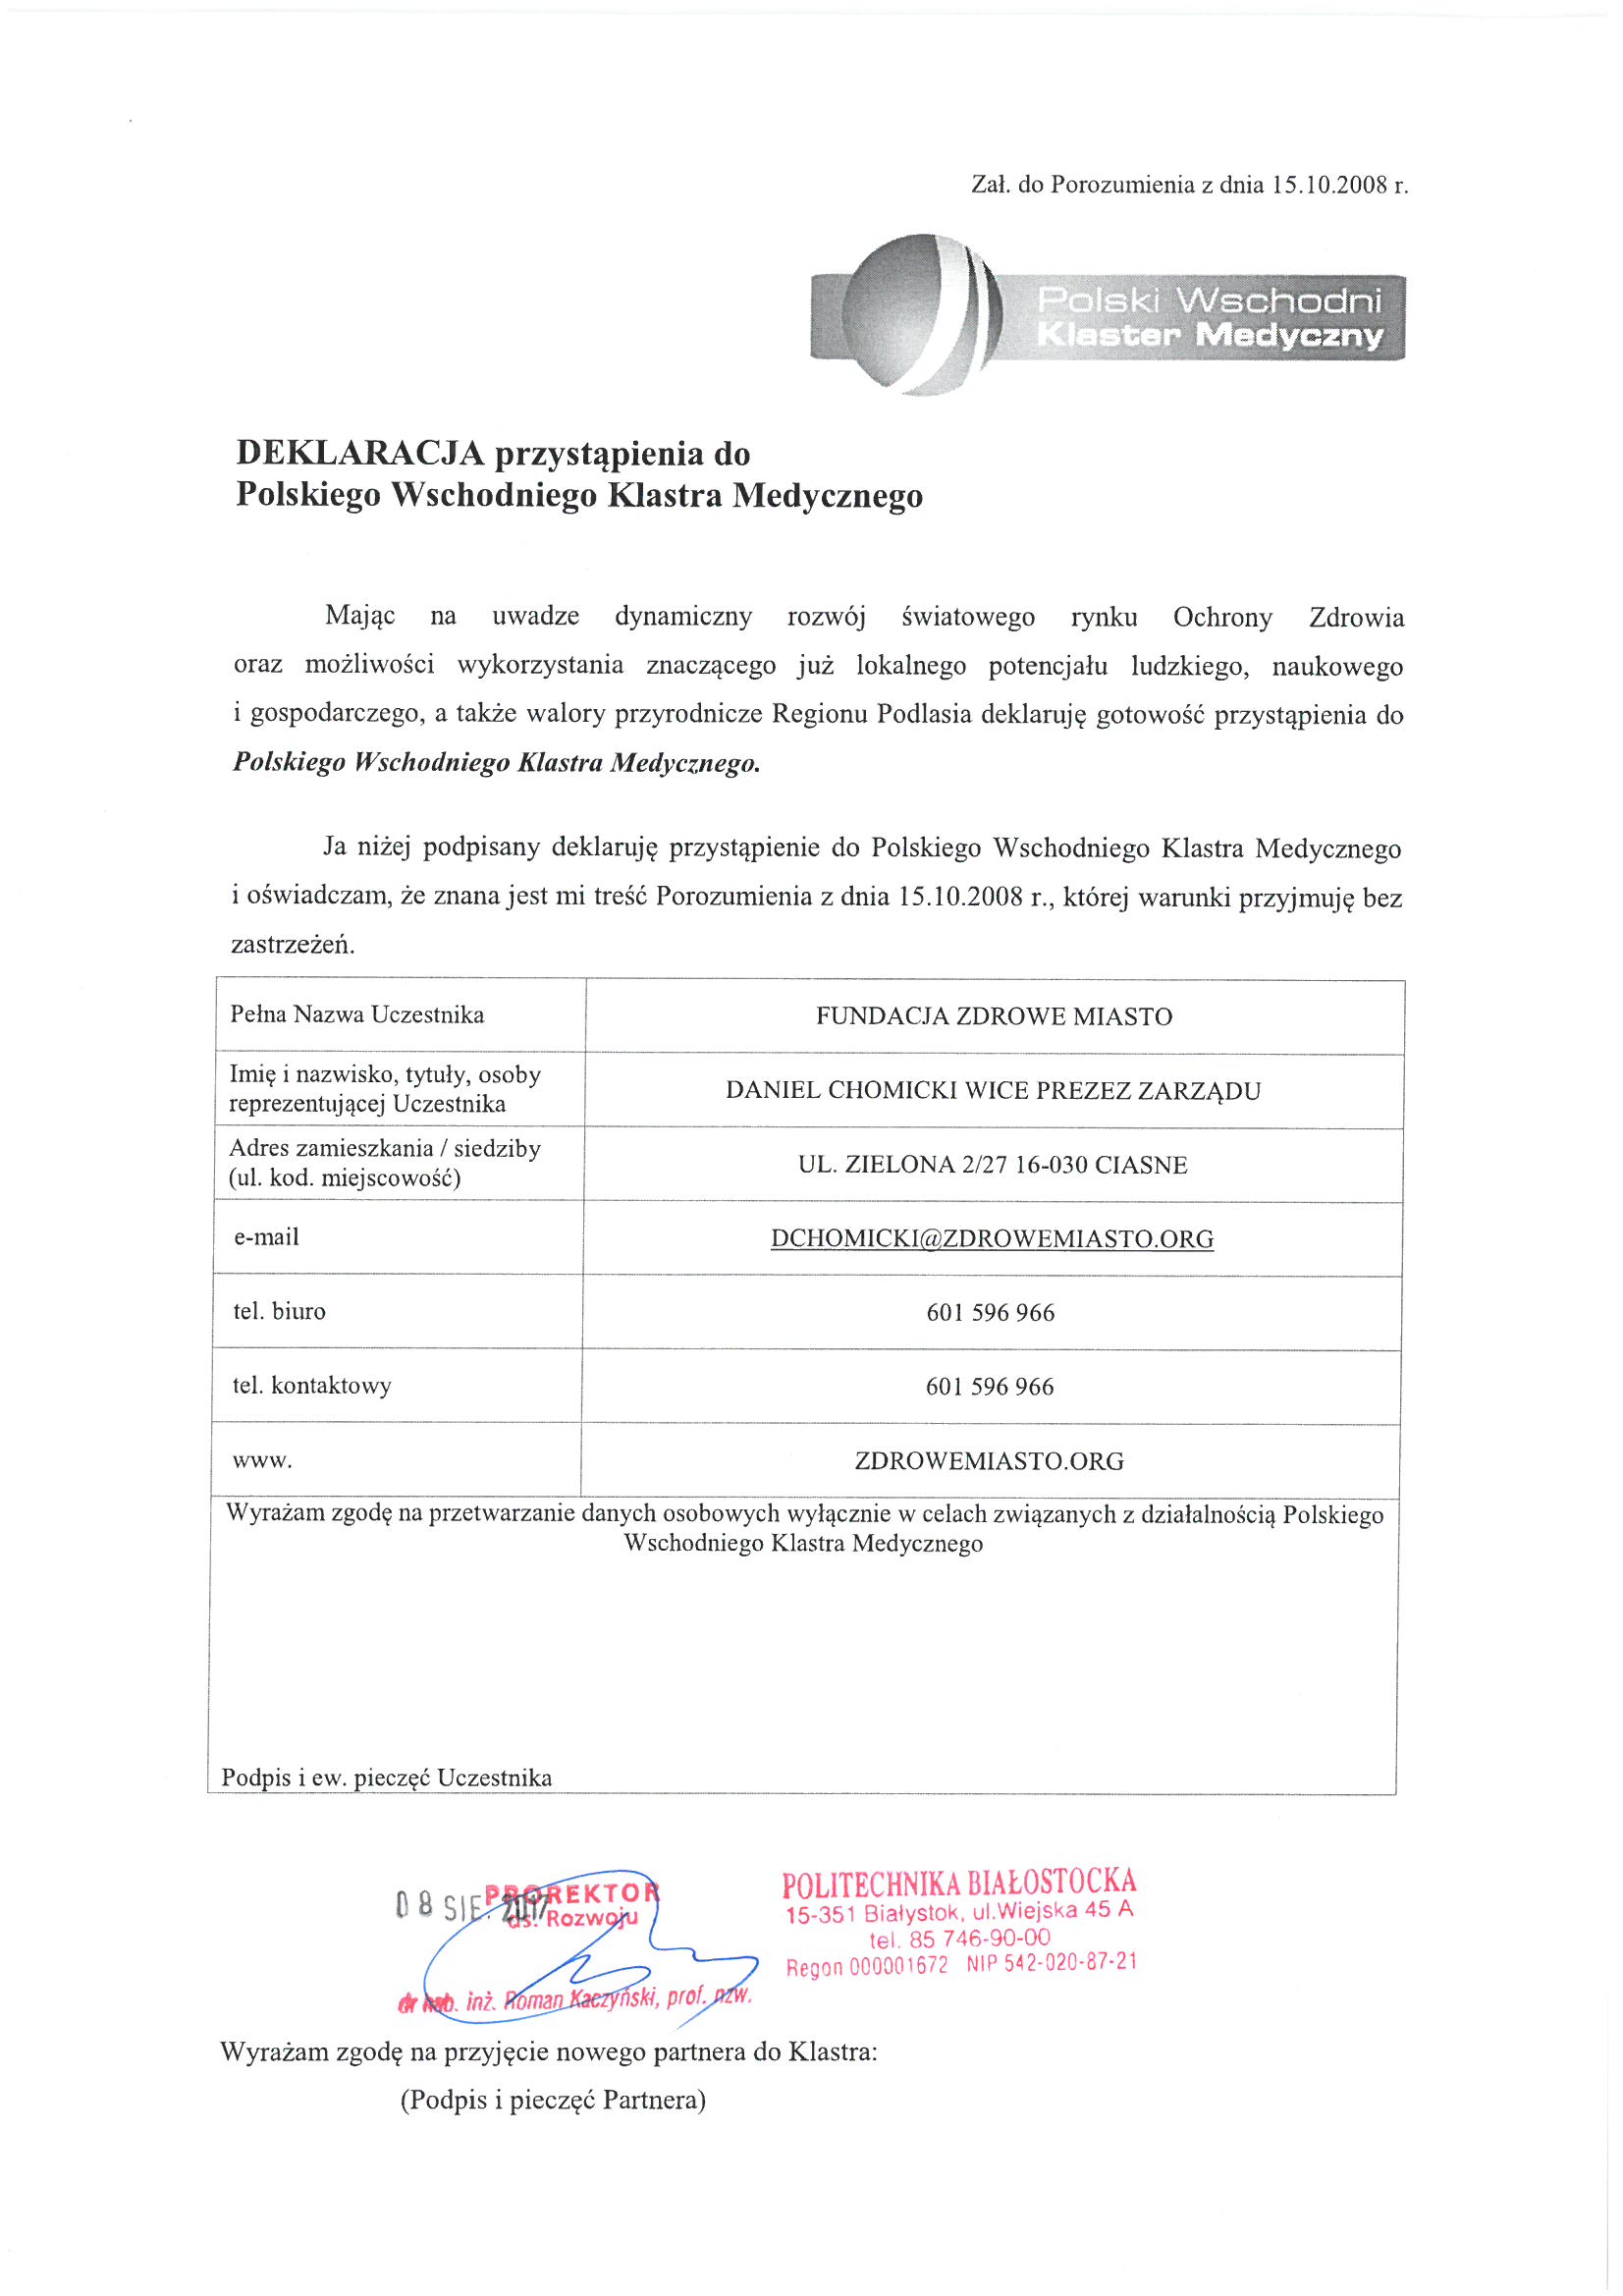 Zał. do Porozumienia z dnia 15.10.2008 r.
Polski Wschodni
Klaster Medyczny
DEKLARACJA przystąpienia do
Polskiego Wschodniego Klastra Medycznego
Mając na uwadze dynamiczny rozwój światowego rynku Ochrony Zdrowia
oraz możliwości wykorzystania znaczącego już lokalnego potencjału ludzkiego, naukowego
i gospodarczego, a także walory przyrodnicze Regionu Podlasia deklaruję gotowość przystąpienia do
Polskiego Wschodniego Klastra Medycznego.
Ja niżej podpisany deklaruję przystąpienie do Polskiego Wschodniego Klastra Medycznego
i oświadczam, że znana jest mi treść Porozumienia z dnia 15.10.2008 r., której warunki przyjmuję bez
zastrzeżeń.
Pełna Nazwa Uczestnika
FUNDACJA ZDROWE MIASTO
Imię i nazwisko, tytuły, osoby
reprezentującej Uczestnika
DANIEL CHOMICKI WICE PREZEZ ZARZĄDU
Adres zamieszkania / siedziby
(ul. kod. miejscowość)
UL. ZIELONA 2/27 16-030 CIASNE
e-mail
DCHOMICKI@ZDROWEMIASTO.ORG
tel. biuro
601 596 966
tel. kontaktowy
601 596 966
www.
ZDROWEMIASTO.ORG
Wyrażam zgodę na przetwarzanie danych osobowych wyłącznie w celach związanych z działalnością Polskiego
Wschodniego Klastra Medycznego
Podpis i ew. pieczęć Uczestnika
08 SIE. 2017
PROREKTOR
ds. Rozwoju
dr hab. inż. Roman Kaczyński, prof. nzw.
POLITECHNIKA BIAŁOSTOCKA
15-351 Białystok, ul.Wiejska 45 A
tel. 85 746-90-00
Regon 000001672 NIP 542-020-87-21
Wyrażam zgodę na przyjęcie nowego partnera do Klastra:
(Podpis i pieczęć Partnera)